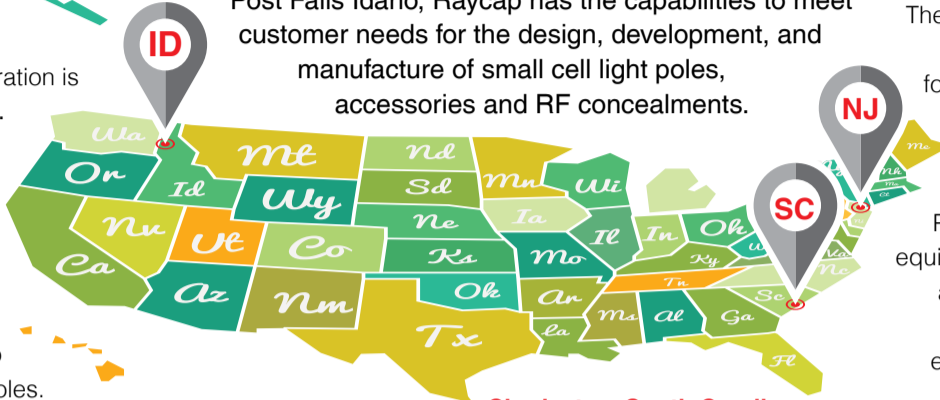 Post Falls Idaho, Raycap has the capabilities to meet
customer needs for the design, development, and
manufacture of small cell light poles,
accessories and RF concealments.
The
ration is
fo
ID
NJ
SC
Wa
Or
Id
Mt
Nd
Mn
Wi
Me
Nh
Ma
Ct
Wy
Sd
Ia
Il
In
Oh
Nv
Ut
Co
Ne
Ks
Mo
Ky
Va
Nc
Ca
Az
Nm
Ok
Ar
Tn
Sc
Tx
La
Ms
Al
Ga
Fl
equi
oles.